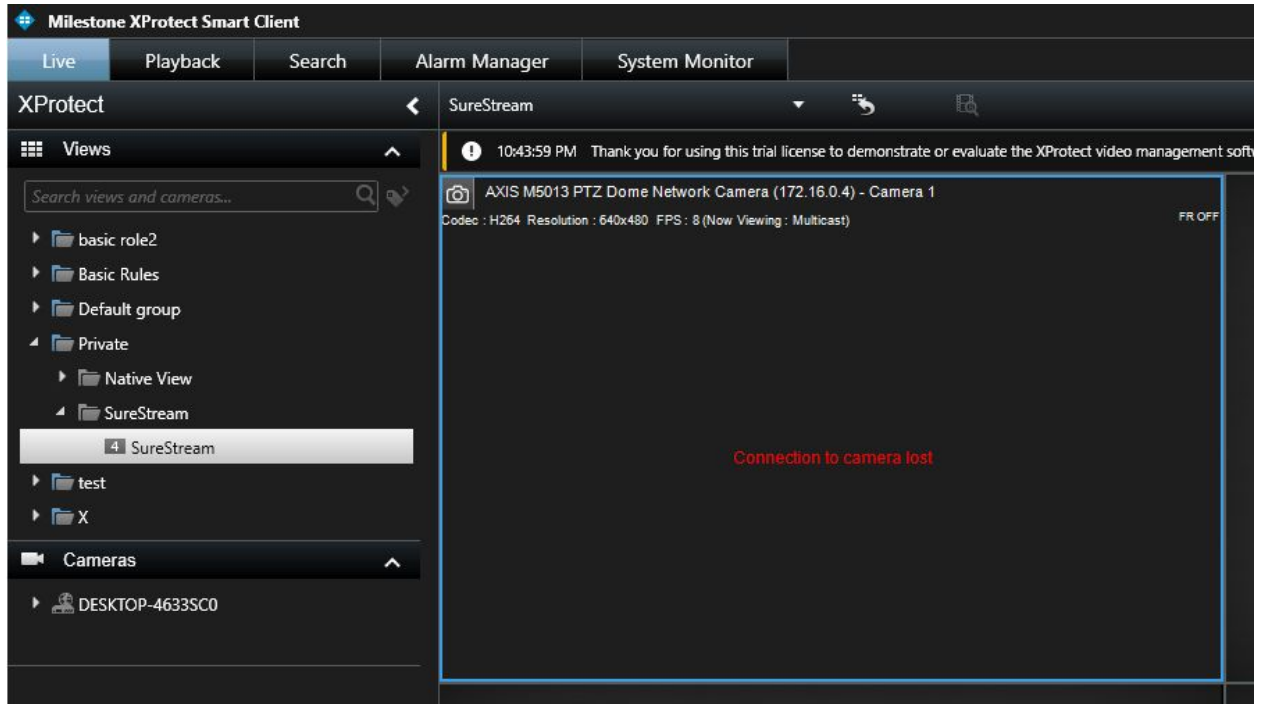 Milestone XProtect Smart Client
Live Playback Search Alarm Manager System Monitor
XProtect
SureStream
Views
10:43:59 PM Thank you for using this trial license to demonstrate or evaluate the XProtect video management
Search views and cameras...
AXIS M5013 PTZ Dome Network Camera (172.16.0.4) - Camera 1
Codec : H264 Resolution : 640x480 FPS : 8 (Now Viewing : Multicast)
FR OFF
basic role2
Basic Rules
Default group
Private
Native View
SureStream
4 SureStream
Connection to camera lost
test
X
Cameras
DESKTOP-4633SC0